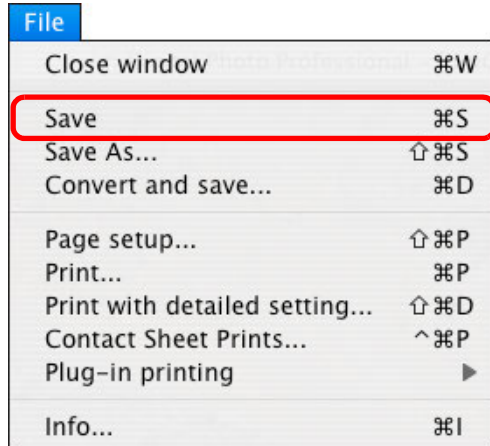 File
Close window ⌘W
Save ⌘S
Save As... ⇧⌘S
Convert and save... ⌘D
Page setup... ⇧⌘P
Print... ⌘P
Print with detailed setting... ⇧⌘D
Contact Sheet Prints... ^⌘P
Plug-in printing ▶
Info... ⌘I